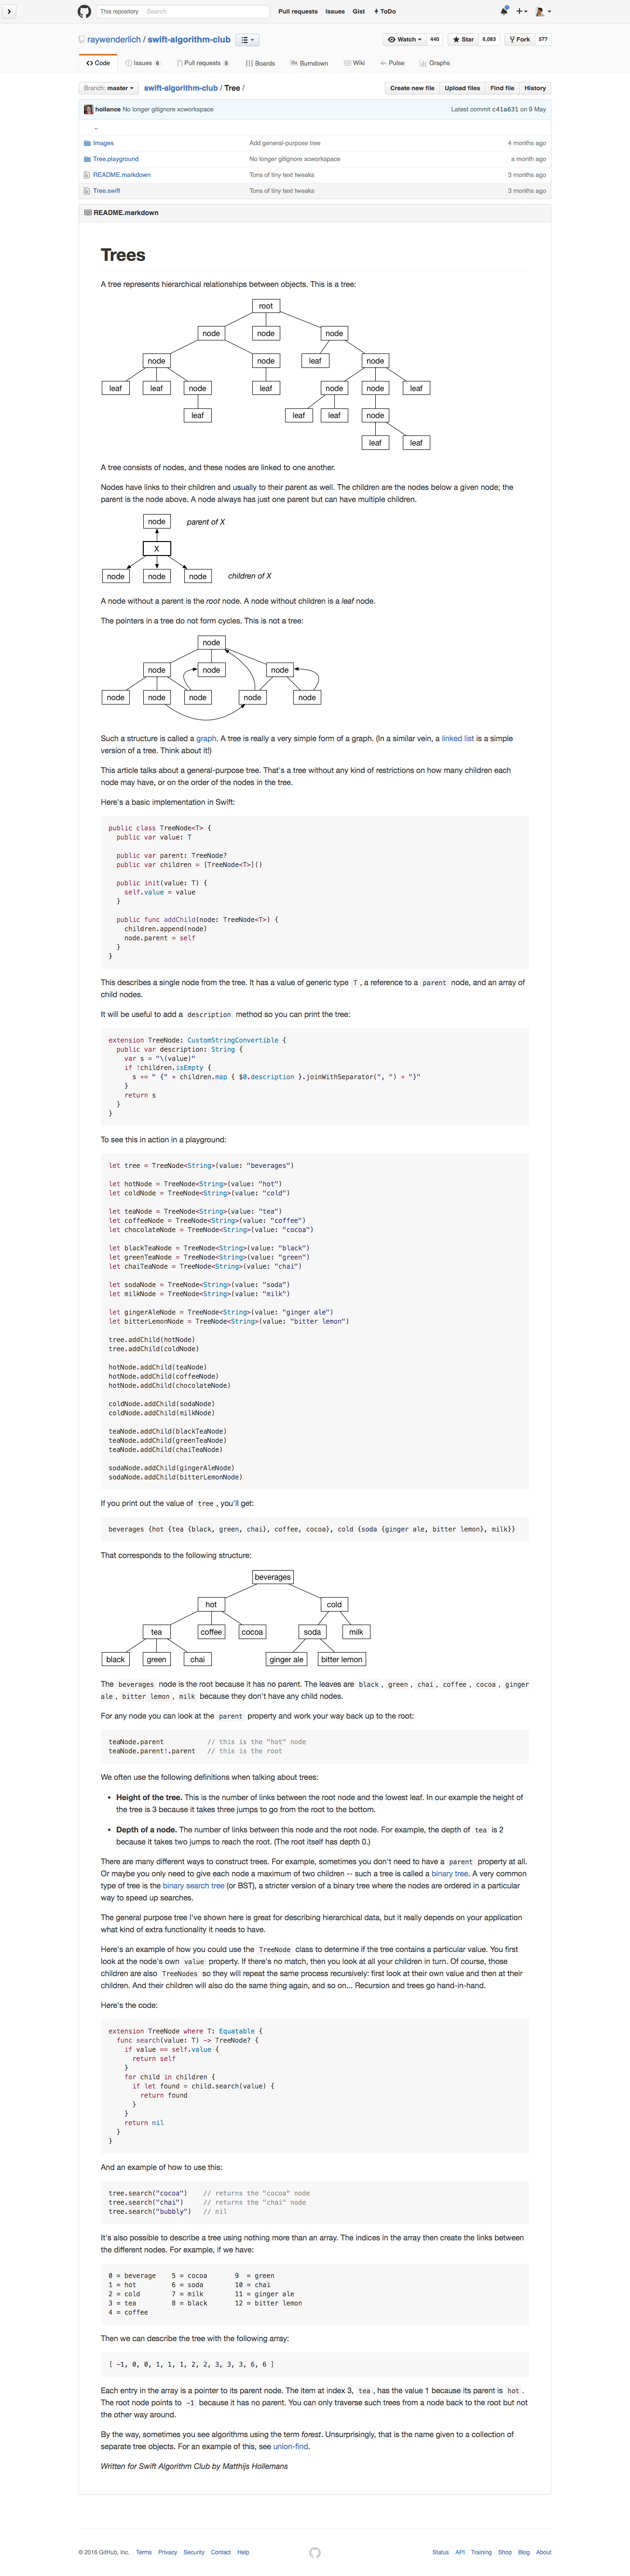 This repository Search Pull requests Issues Gist ToDo
raywenderlich / swift-algorithm-club Watch 440 Star 6,083 Fork 577
Code Issues 6 Pull requests 5 Boards Burndown Wiki Pulse Graphs
Branch: master swift-algorithm-club / Tree / Create new file Upload files Find file History
hollance No longer gitignore xcworkspace Latest commit c41a631 on 9 May
..
Images Add general-purpose tree 4 months ago
Tree.playground No longer gitignore xcworkspace a month ago
README.markdown Tons of tiny text tweaks 3 months ago
Tree.swift Tons of tiny text tweaks 3 months ago
README.markdown
Trees
A tree represents hierarchical relationships between objects. This is a tree:
root
node node node
node node leaf node
leaf leaf node leaf node node leaf
leaf leaf leaf node
leaf leaf
A tree consists of nodes, and these nodes are linked to one another.
Nodes have links to their children and usually to their parent as well. The children are the nodes below a given node; the
parent is the node above. A node always has just one parent but can have multiple children.
node parent of X
X
node node node children of X
A node without a parent is the root node. A node without children is a leaf node.
The pointers in a tree do not form cycles. This is not a tree:
node
node node node
node node node node node
Such a structure is called a graph. A tree is really a very simple form of a graph. (In a similar vein, a linked list is a simple
version of a tree. Think about it!)
This article talks about a general-purpose tree. That's a tree without any kind of restrictions on how many children each
node may have, or on the order of the nodes in the tree.
Here's a basic implementation in Swift:
public class TreeNode<T> {
  public var value: T
  public var parent: TreeNode?
  public var children = [TreeNode<T>]()
  public init(value: T) {
    self.value = value
  }
  public func addChild(node: TreeNode<T>) {
    children.append(node)
    node.parent = self
  }
}
This describes a single node from the tree. It has a value of generic type T, a reference to a parent node, and an array of
child nodes.
It will be useful to add a description method so you can print the tree:
extension TreeNode: CustomStringConvertible {
  public var description: String {
    var s = "\(value)"
    if !children.isEmpty {
      s += " {" + children.map { $0.description }.joinWithSeparator(", ") + "}"
    }
    return s
  }
}
To see this in action in a playground:
let tree = TreeNode<String>(value: "beverages")
let hotNode = TreeNode<String>(value: "hot")
let coldNode = TreeNode<String>(value: "cold")
let teaNode = TreeNode<String>(value: "tea")
let coffeeNode = TreeNode<String>(value: "coffee")
let chocolateNode = TreeNode<String>(value: "cocoa")
let blackTeaNode = TreeNode<String>(value: "black")
let greenTeaNode = TreeNode<String>(value: "green")
let chaiTeaNode = TreeNode<String>(value: "chai")
let sodaNode = TreeNode<String>(value: "soda")
let milkNode = TreeNode<String>(value: "milk")
let gingerAleNode = TreeNode<String>(value: "ginger ale")
let bitterLemonNode = TreeNode<String>(value: "bitter lemon")
tree.addChild(hotNode)
tree.addChild(coldNode)
hotNode.addChild(teaNode)
hotNode.addChild(coffeeNode)
hotNode.addChild(chocolateNode)
coldNode.addChild(sodaNode)
coldNode.addChild(milkNode)
teaNode.addChild(blackTeaNode)
teaNode.addChild(greenTeaNode)
teaNode.addChild(chaiTeaNode)
sodaNode.addChild(gingerAleNode)
sodaNode.addChild(bitterLemonNode)
If you print out the value of tree, you'll get:
beverages {hot {tea {black, green, chai}, coffee, cocoa}, cold {soda {ginger ale, bitter lemon}, milk}}
That corresponds to the following structure:
beverages
hot cold
tea coffee cocoa soda milk
black green chai ginger ale bitter lemon
The beverages node is the root because it has no parent. The leaves are black, green, chai, coffee, cocoa, ginger
ale, bitter lemon, milk because they don't have any child nodes.
For any node you can look at the parent property and work your way back up to the root:
teaNode.parent // this is the "hot" node
teaNode.parent!.parent // this is the root
We often use the following definitions when talking about trees:
• Height of the tree. This is the number of links between the root node and the lowest leaf. In our example the height of
the tree is 3 because it takes three jumps to go from the root to the bottom.
• Depth of a node. The number of links between this node and the root node. For example, the depth of tea is 2
because it takes two jumps to reach the root. (The root itself has depth 0.)
There are many different ways to construct trees. For example, sometimes you don't need to have a parent property at all.
Or maybe you only need to give each node a maximum of two children -- such a tree is called a binary tree. A very common
type of tree is the binary search tree (or BST), a stricter version of a binary tree where the nodes are ordered in a particular
way to speed up searches.
The general purpose tree I've shown here is great for describing hierarchical data, but it really depends on your application
what kind of extra functionality it needs to have.
Here's an example of how you could use the TreeNode class to determine if the tree contains a particular value. You first
look at the node's own value property. If there's no match, then you look at all your children in turn. Of course, those
children are also TreeNodes so they will repeat the same process recursively: first look at their own value and then at their
children. And their children will also do the same thing again, and so on... Recursion and trees go hand-in-hand.
Here's the code:
extension TreeNode where T: Equatable {
  func search(value: T) -> TreeNode? {
    if value == self.value {
      return self
    }
    for child in children {
      if let found = child.search(value) {
        return found
      }
    }
    return nil
  }
}
And an example of how to use this:
tree.search("cocoa") // returns the "cocoa" node
tree.search("chai") // returns the "chai" node
tree.search("bubbly") // nil
It's also possible to describe a tree using nothing more than an array. The indices in the array then create the links between
the different nodes. For example, if we have:
0 = beverage 5 = cocoa 9 = green
1 = hot 6 = soda 10 = chai
2 = cold 7 = milk 11 = ginger ale
3 = tea 8 = black 12 = bitter lemon
4 = coffee
Then we can describe the tree with the following array:
[ -1, 0, 0, 1, 1, 1, 2, 2, 3, 3, 3, 6, 6 ]
Each entry in the array is a pointer to its parent node. The item at index 3, tea, has the value 1 because its parent is hot.
The root node points to -1 because it has no parent. You can only traverse such trees from a node back to the root but not
the other way around.
By the way, sometimes you see algorithms using the term forest. Unsurprisingly, that is the name given to a collection of
separate tree objects. For an example of this, see union-find.
Written for Swift Algorithm Club by Matthijs Hollemans
© 2016 GitHub, Inc. Terms Privacy Security Contact Help Status API Training Shop Blog About